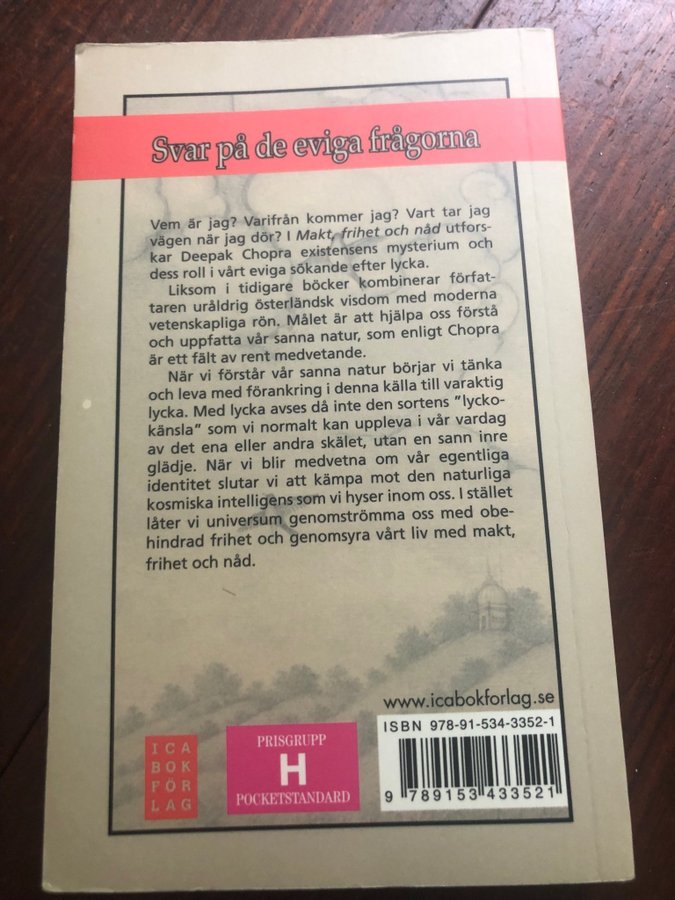 Svar på de eviga frågorna
Vem är jag? Varifrån kommer jag? Vart tar jag
vägen när jag dör? I Makt, frihet och nåd utfors-
kar Deepak Chopra existensens mysterium och
dess roll i vårt eviga sökande efter lycka.
Liksom i tidigare böcker kombinerar förfat-
taren uråldrig österländsk visdom med moderna
vetenskapliga rön. Målet är att hjälpa oss förstå
och uppfatta vår sanna natur, som enligt Chopra
är ett fält av rent medvetande.
När vi förstår vår sanna natur börjar vi tänka
och leva med förankring i denna källa till varaktig
lycka. Med lycka avses då inte den sortens ”lycko-
känsla” som vi normalt kan uppleva i vår vardag
av det ena eller andra skälet, utan en sann inre
glädje. När vi blir medvetna om vår egentliga
identitet slutar vi att kämpa mot den naturliga
kosmiska intelligens som vi hyser inom oss. I stället
låter vi universum genomströmma oss med obe-
hindrad frihet och genomsyra vårt liv med makt,
frihet och nåd.
www.icabokforlag.se
ICA
BOK
FÖR
LAG
PRISGRUPP
H
POCKETSTANDARD
ISBN 978-91-534-3352-1
9 789153 433521